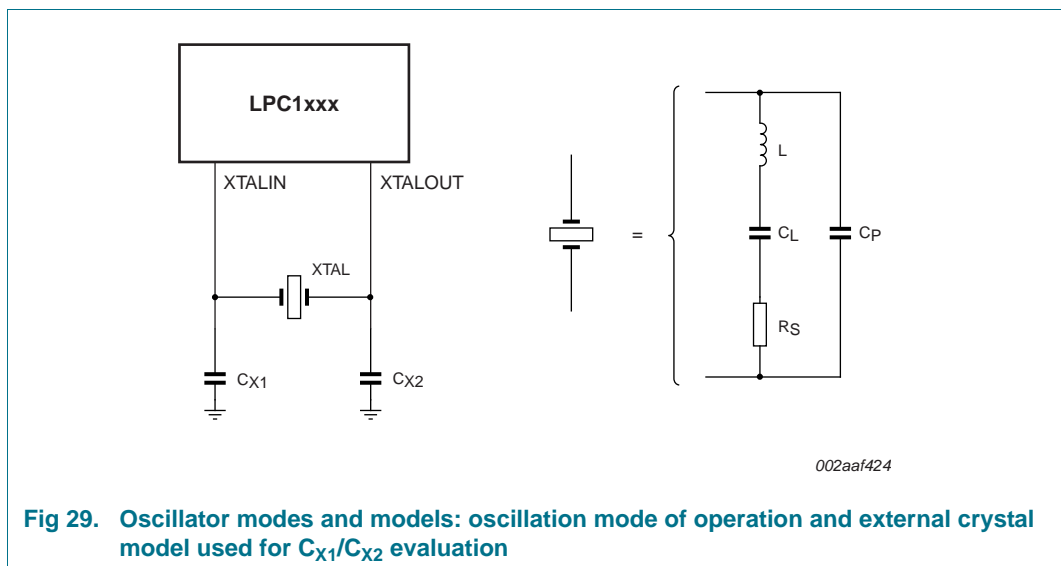 LPC1xxx
XTALIN
XTALOUT
XTAL
CX1
CX2
=
L
CL
CP
RS
002aaf424
Fig 29. Oscillator modes and models: oscillation mode of operation and external crystal
model used for CX1/CX2 evaluation